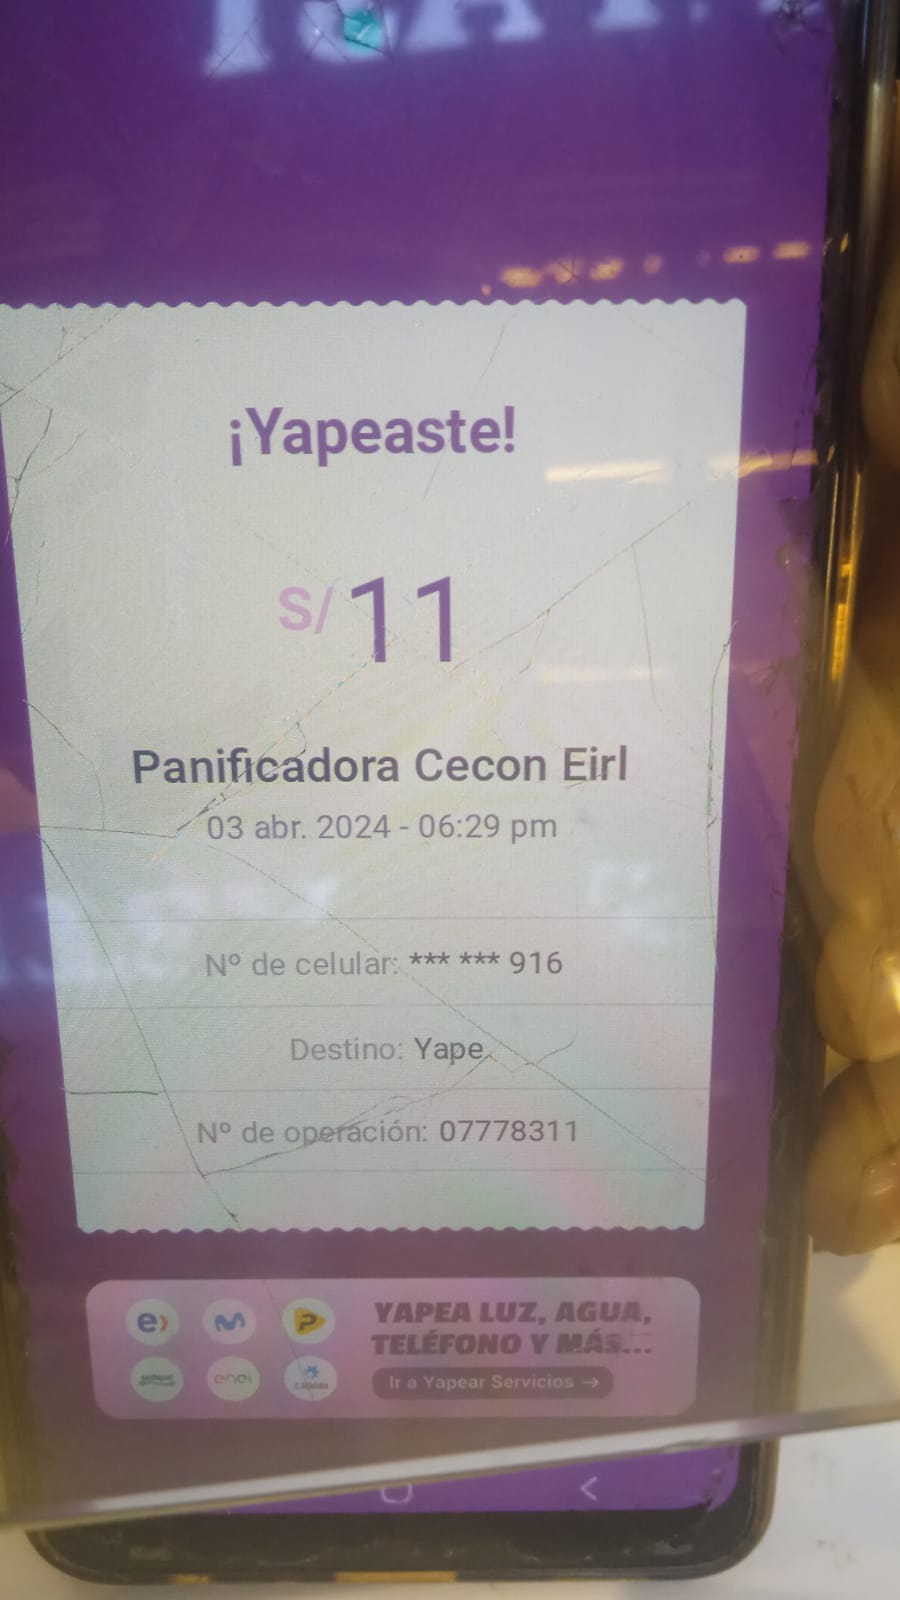 ¡Yapeaste!
S/ 11
Panificadora Cecon Eirl
03 abr. 2024 - 06:29 pm
Nº de celular: *** *** 916
Destino: Yape
Nº de operación: 07778311
e)
P
YAPEA LUZ, AGUA,
TELÉFONO Y MÁS...
enel
Ir a Yapear Servicios →